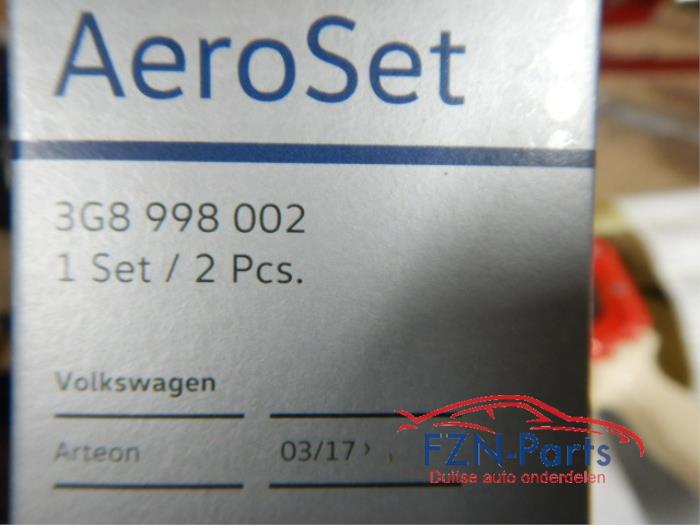 AeroSet
3G8 998 002
1 Set / 2 Pcs.
Volkswagen
Arteon 03/17 ›
FZN-Parts
Duitse auto onderdelen